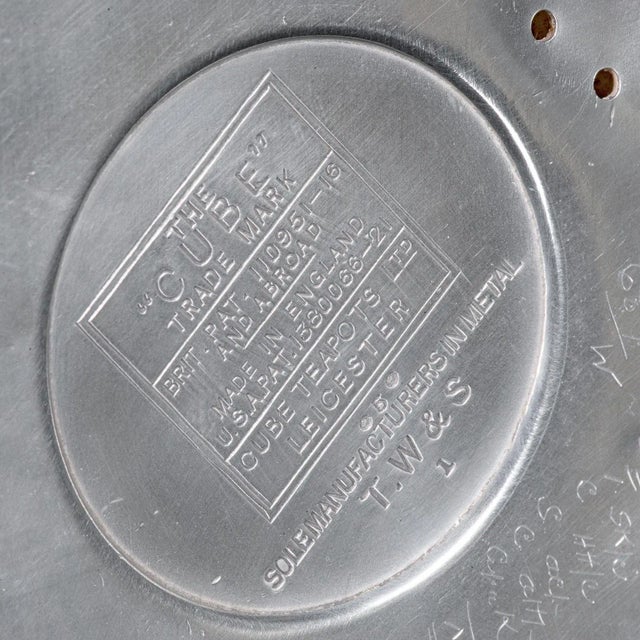 THE
“CUBE”
TRADE MARK
BRIT. PAT. 110951-16
AND ABROAD
MADE IN ENGLAND
U.S.A.PAT.1380066-21
CUBE TEAPOTS LTD
LEICESTER
SOLE MANUFACTURERS IN METAL
T.W & S
1